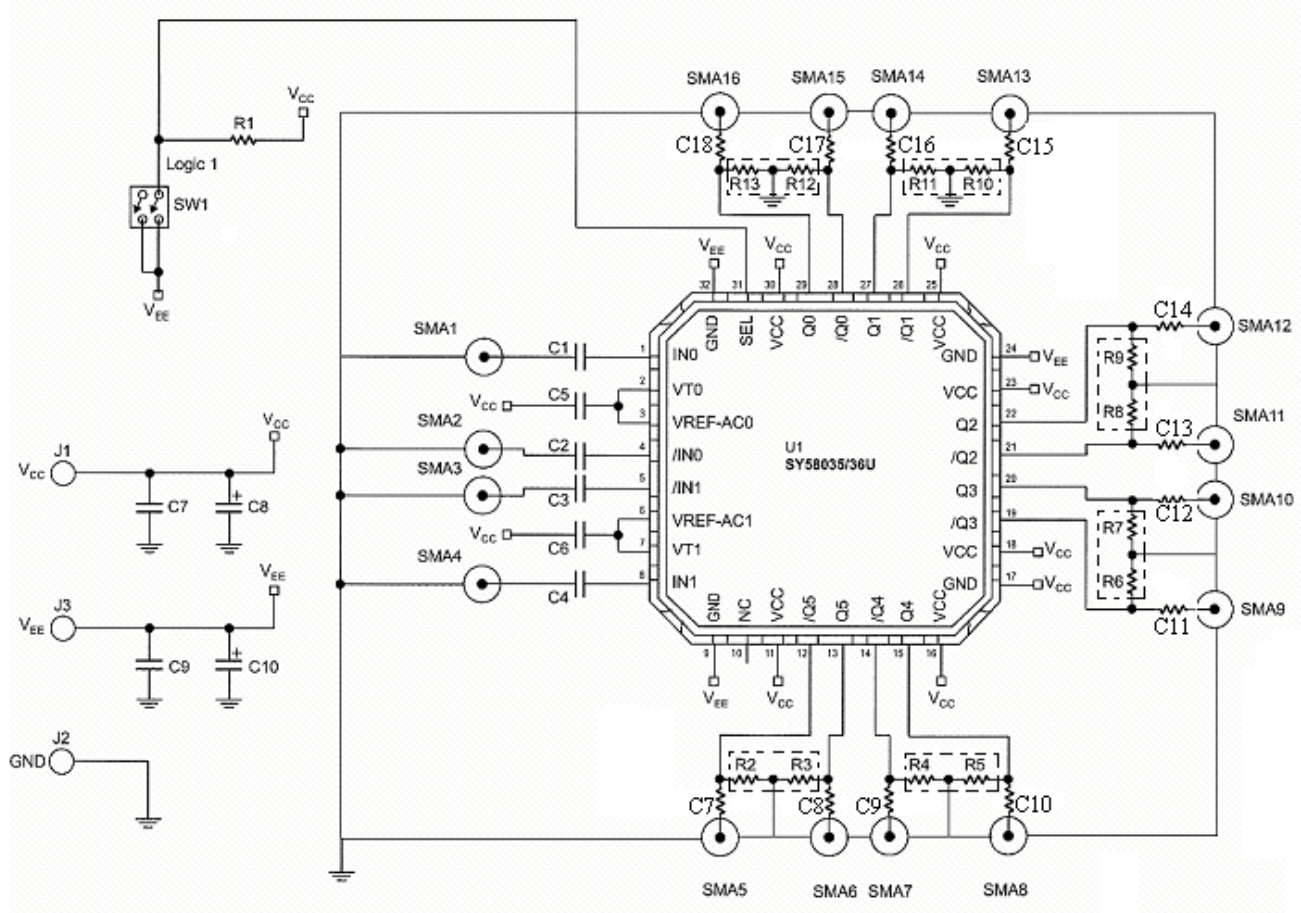 SMA16 SMA15 SMA14 SMA13
VCC
R1
C18 C17 C16 C15
Logic 1
R13 R12 R11 R10
SW1
VEE VCC VCC
VEE
32 31 30 29 28 27 26 25
GND SEL VCC Q0 /Q0 Q1 /Q1 VCC
C14
SMA1 SMA12
C1 1 IN0 GND 24 VEE
R9
2 VT0 VCC 23 VCC
VCC C5
R8 SMA11
SMA2 3 VREF-AC0 Q2 22
C13
C2 4 /IN0 U1 /Q2 21
SY58035/36U
SMA3
C3 5 /IN1 Q3 20 SMA10
C12
6 VREF-AC1 /Q3 19
R7
VCC C6
7 VT1 VCC 18 VCC
SMA4
R6
C4 8 IN1 GND 17 VCC
SMA9
C11
GND NC VCC /Q5 Q5 /Q4 Q4 VCC
9 10 11 12 13 14 15 16
VEE VCC VCC
J1 VCC
VCC
C7 C8
+
J3 VEE
VEE
C9 C10
+
J2
GND
R2 R3 R4 R5
C7 C8 C9 C10
SMA5 SMA6 SMA7 SMA8